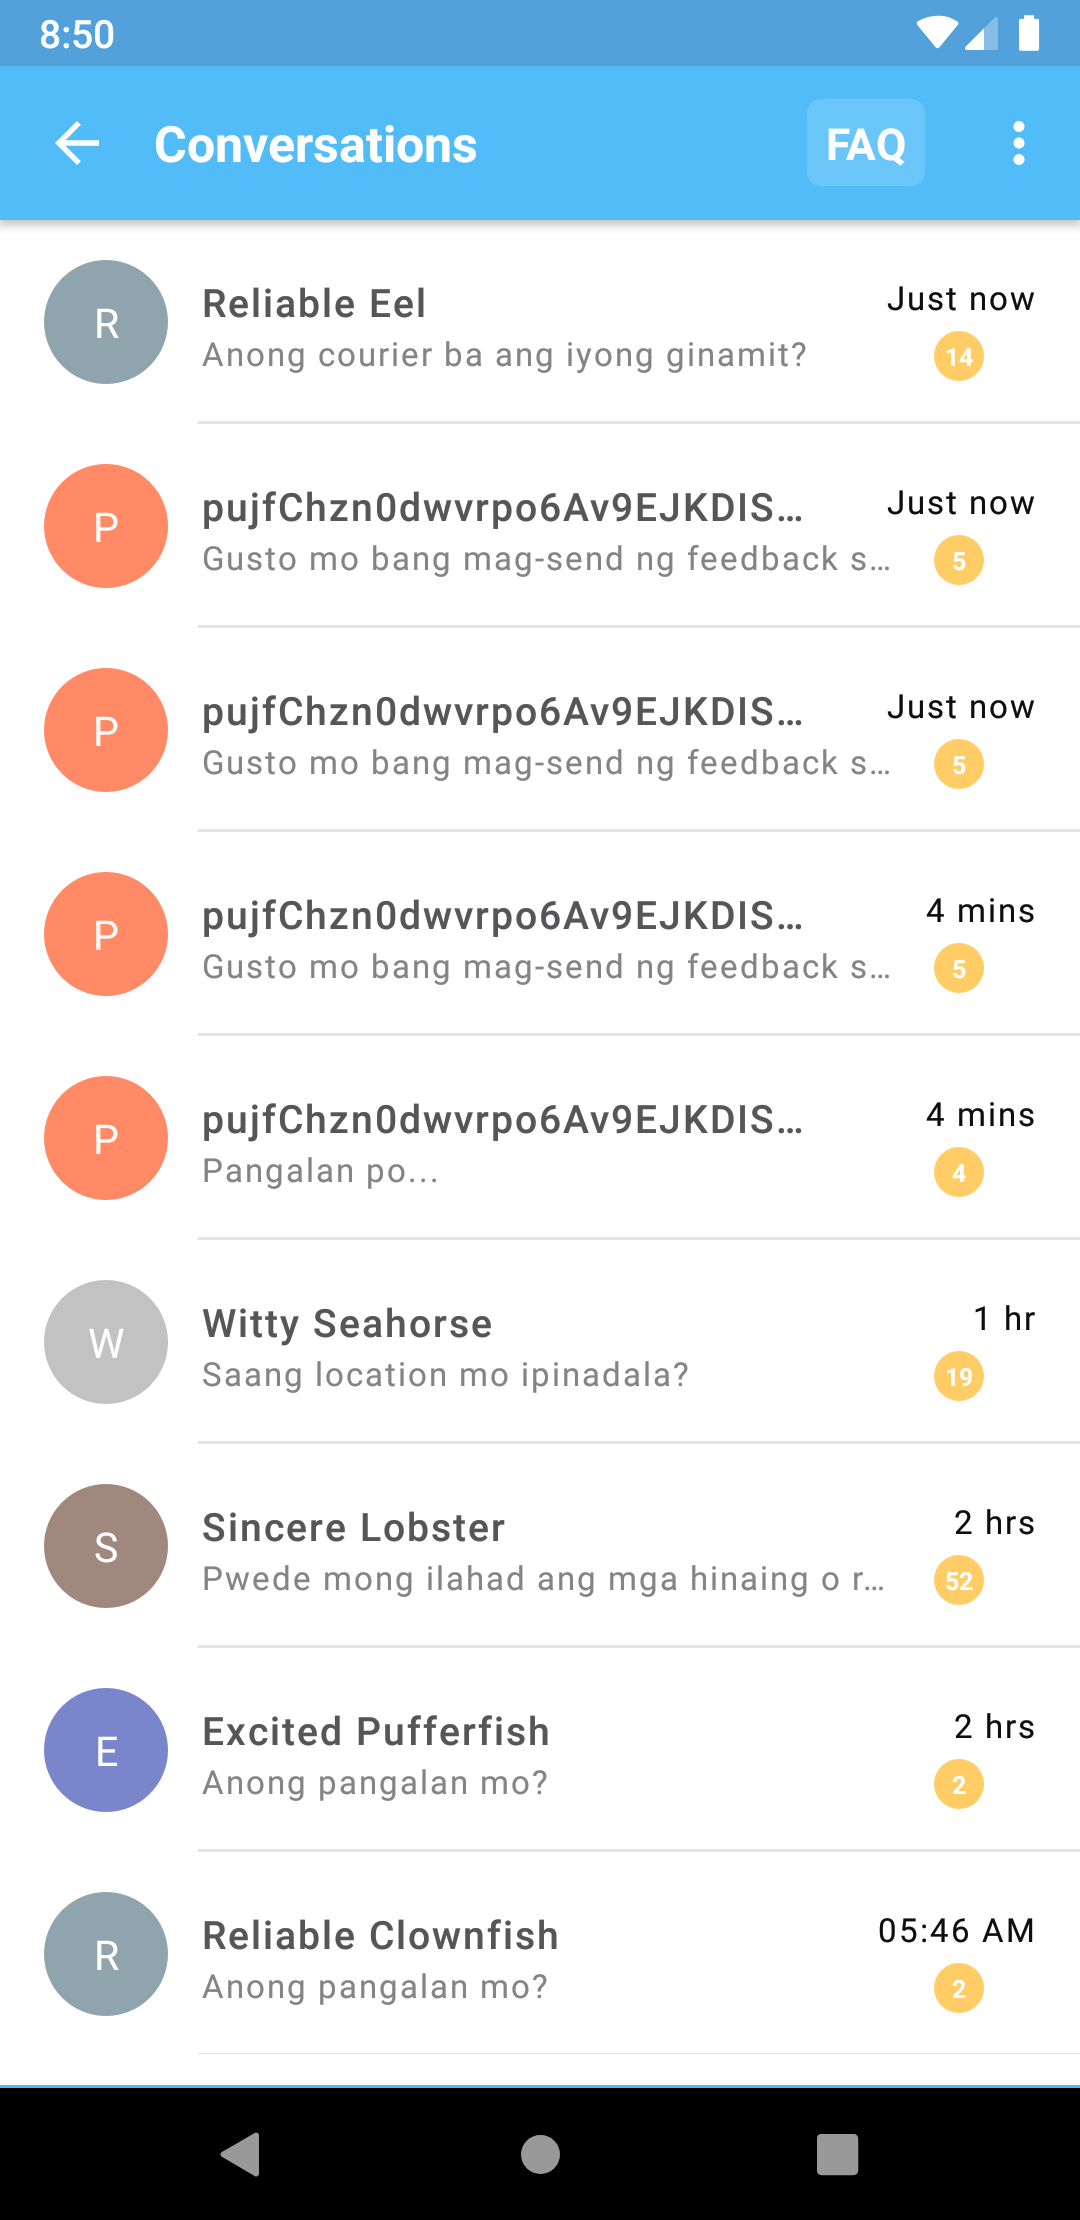 8:50
Conversations
FAQ
R
Reliable Eel
Just now
Anong courier ba ang iyong ginamit?
14
P
pujfChzn0dwvrpo6Av9EJKDIS...
Just now
Gusto mo bang mag-send ng feedback s...
5
P
pujfChzn0dwvrpo6Av9EJKDIS...
Just now
Gusto mo bang mag-send ng feedback s...
5
P
pujfChzn0dwvrpo6Av9EJKDIS...
4 mins
Gusto mo bang mag-send ng feedback s...
5
P
pujfChzn0dwvrpo6Av9EJKDIS...
4 mins
Pangalan po...
4
W
Witty Seahorse
1 hr
Saang location mo ipinadala?
19
S
Sincere Lobster
2 hrs
Pwede mong ilahad ang mga hinaing o r...
52
E
Excited Pufferfish
2 hrs
Anong pangalan mo?
2
R
Reliable Clownfish
05:46 AM
Anong pangalan mo?
2